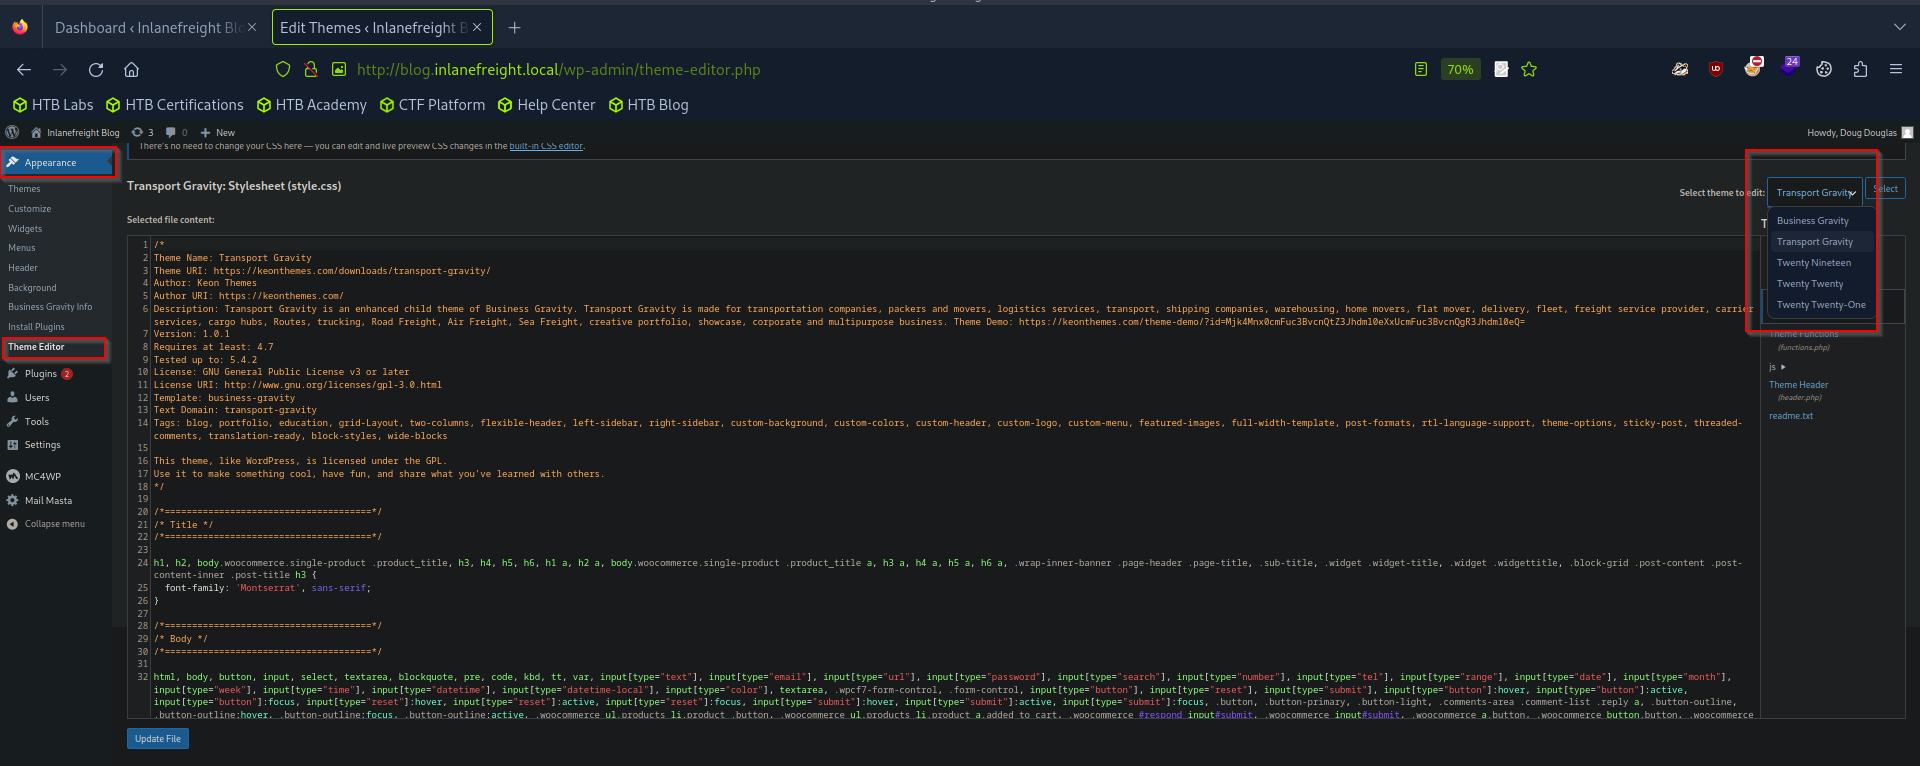 Dashboard ‹ Inlanefreight Blo
Edit Themes ‹ Inlanefreight B
http://blog.inlanefreight.local/wp-admin/theme-editor.php
70%
24
HTB Labs
HTB Certifications
HTB Academy
CTF Platform
Help Center
HTB Blog
Inlanefreight Blog
3
0
New
Howdy, Doug Douglas
There's no need to change your CSS here — you can edit and live preview CSS changes in the built-in CSS editor.
Appearance
Themes
Customize
Widgets
Menus
Header
Background
Business Gravity Info
Install Plugins
Theme Editor
Plugins 2
Users
Tools
Settings
MC4WP
Mail Masta
Collapse menu
Transport Gravity: Stylesheet (style.css)
Select theme to edit:
Transport Gravity
Select
Business Gravity
Transport Gravity
Twenty Nineteen
Twenty Twenty
Twenty Twenty-One
Selected file content:
1 /*
2 Theme Name: Transport Gravity
3 Theme URI: https://keonthemes.com/downloads/transport-gravity/
4 Author: Keon Themes
5 Author URI: https://keonthemes.com/
6 Description: Transport Gravity is an enhanced child theme of Business Gravity. Transport Gravity is made for transportation companies, packers and movers, logistics services, transport, shipping companies, warehousing, home movers, flat mover, delivery, fleet, freight service provider, carrier
services, cargo hubs, Routes, trucking, Road Freight, Air Freight, Sea Freight, creative portfolio, showcase, corporate and multipurpose business. Theme Demo: https://keonthemes.com/theme-demo/?id=Mjk4Mnx0cmFuc3BvcnQtZ3Jhdml0eXxUcmFuc3BvcnQgR3Jhdml0eQ=
7 Version: 1.0.1
8 Requires at least: 4.7
9 Tested up to: 5.4.2
10 License: GNU General Public License v3 or later
11 License URI: http://www.gnu.org/licenses/gpl-3.0.html
12 Template: business-gravity
13 Text Domain: transport-gravity
14 Tags: blog, portfolio, education, grid-Layout, two-columns, flexible-header, left-sidebar, right-sidebar, custom-background, custom-colors, custom-header, custom-logo, custom-menu, featured-images, full-width-template, post-formats, rtl-language-support, theme-options, sticky-post, threaded-
comments, translation-ready, block-styles, wide-blocks
15
16 This theme, like WordPress, is licensed under the GPL.
17 Use it to make something cool, have fun, and share what you've learned with others.
18 */
19
20 /*======================================*/
21 /* Title */
22 /*======================================*/
23
24 h1, h2, body.woocommerce.single-product .product_title, h3, h4, h5, h6, h1 a, h2 a, body.woocommerce.single-product .product_title a, h3 a, h4 a, h5 a, h6 a, .wrap-inner-banner .page-header .page-title, .sub-title, .widget .widget-title, .widget .widgettitle, .block-grid .post-content .post-
content-inner .post-title h3 {
25 font-family: 'Montserrat', sans-serif;
26 }
27
28 /*======================================*/
29 /* Body */
30 /*======================================*/
31
32 html, body, button, input, select, textarea, blockquote, pre, code, kbd, tt, var, input[type="text"], input[type="email"], input[type="url"], input[type="password"], input[type="search"], input[type="number"], input[type="tel"], input[type="range"], input[type="date"], input[type="month"],
input[type="week"], input[type="time"], input[type="datetime"], input[type="datetime-local"], input[type="color"], textarea, .wpcf7-form-control, .form-control, input[type="button"], input[type="reset"], input[type="submit"], input[type="button"]:hover, input[type="button"]:active,
input[type="button"]:focus, input[type="reset"]:hover, input[type="reset"]:active, input[type="reset"]:focus, input[type="submit"]:hover, input[type="submit"]:active, input[type="submit"]:focus, .button, .button-primary, .button-light, .comments-area .comment-list .reply a, .button-outline,
.button-outline:hover, .button-outline:focus, .button-outline:active, .woocommerce ul.products li.product .button, .woocommerce ul.products li.product a.added_to_cart, .woocommerce #respond input#submit, .woocommerce input#submit, .woocommerce a.button, .woocommerce button.button, .woocommerce
Theme Functions
(functions.php)
js
Theme Header
(header.php)
readme.txt
Update File